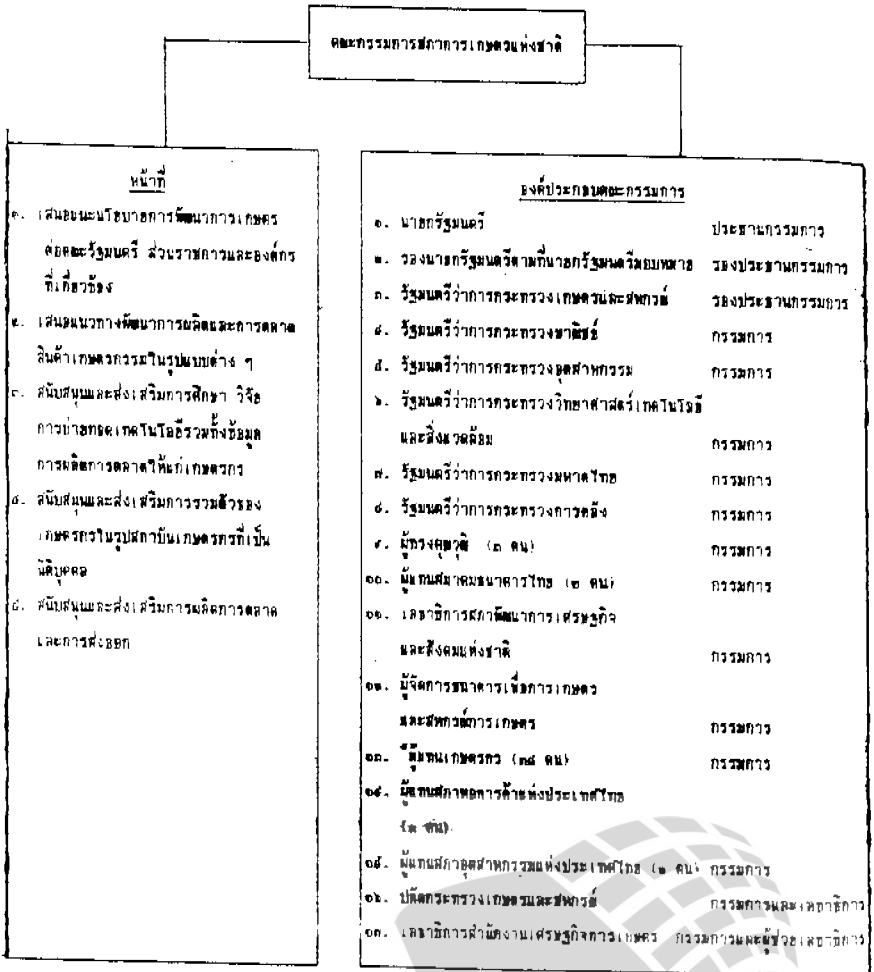 คณะกรรมการสภาการเกษตรแห่งชาติ
หน้าที่
๑. เสนอแนะนโยบายการพัฒนาการเกษตร
ต่อคณะรัฐมนตรี ส่วนราชการและองค์กร
ที่เกี่ยวข้อง
๒. เสนอแนวทางพัฒนาการผลิตและการตลาด
สินค้าเกษตรกรรมในรูปแบบต่าง ๆ
๓. สนับสนุนและส่งเสริมการศึกษา วิจัย
การถ่ายทอดเทคโนโลยีรวมทั้งข้อมูล
การผลิตการตลาดให้แก่เกษตรกร
๔. สนับสนุนและส่งเสริมการรวมตัวของ
เกษตรกรในรูปสถาบันเกษตรกรที่เป็น
นิติบุคคล
๕. สนับสนุนและส่งเสริมการผลิตการตลาด
และการส่งออก
องค์ประกอบคณะกรรมการ
๑. นายกรัฐมนตรี ประธานกรรมการ
๒. รองนายกรัฐมนตรีตามที่นายกรัฐมนตรีมอบหมาย รองประธานกรรมการ
๓. รัฐมนตรีว่าการกระทรวงเกษตรและสหกรณ์ รองประธานกรรมการ
๔. รัฐมนตรีว่าการกระทรวงพาณิชย์ กรรมการ
๕. รัฐมนตรีว่าการกระทรวงอุตสาหกรรม กรรมการ
๖. รัฐมนตรีว่าการกระทรวงวิทยาศาสตร์เทคโนโลยี
และสิ่งแวดล้อม กรรมการ
๗. รัฐมนตรีว่าการกระทรวงมหาดไทย กรรมการ
๘. รัฐมนตรีว่าการกระทรวงการคลัง กรรมการ
๙. ผู้ทรงคุณวุฒิ (๓ คน) กรรมการ
๑๐. ผู้แทนสมาคมธนาคารไทย (๒ คน) กรรมการ
๑๑. เลขาธิการสภาพัฒนาการเศรษฐกิจ
และสังคมแห่งชาติ กรรมการ
๑๒. ผู้จัดการธนาคารเพื่อการเกษตร
และสหกรณ์การเกษตร กรรมการ
๑๓. ผู้แทนเกษตรกร คน) กรรมการ
๑๔. ผู้แทนสภาหอการค้าแห่งประเทศไทย
คน)
๑๕. ผู้แทนสภาอุตสาหกรรมแห่งประเทศไทย (๒ คน) กรรมการ
๑๖. ปลัดกระทรวงเกษตรและสหกรณ์ กรรมการและเลขาธิการ
๑๗. เลขาธิการสำนักงานเศรษฐกิจการเกษตร กรรมการและผู้ช่วยเลขาธิการ